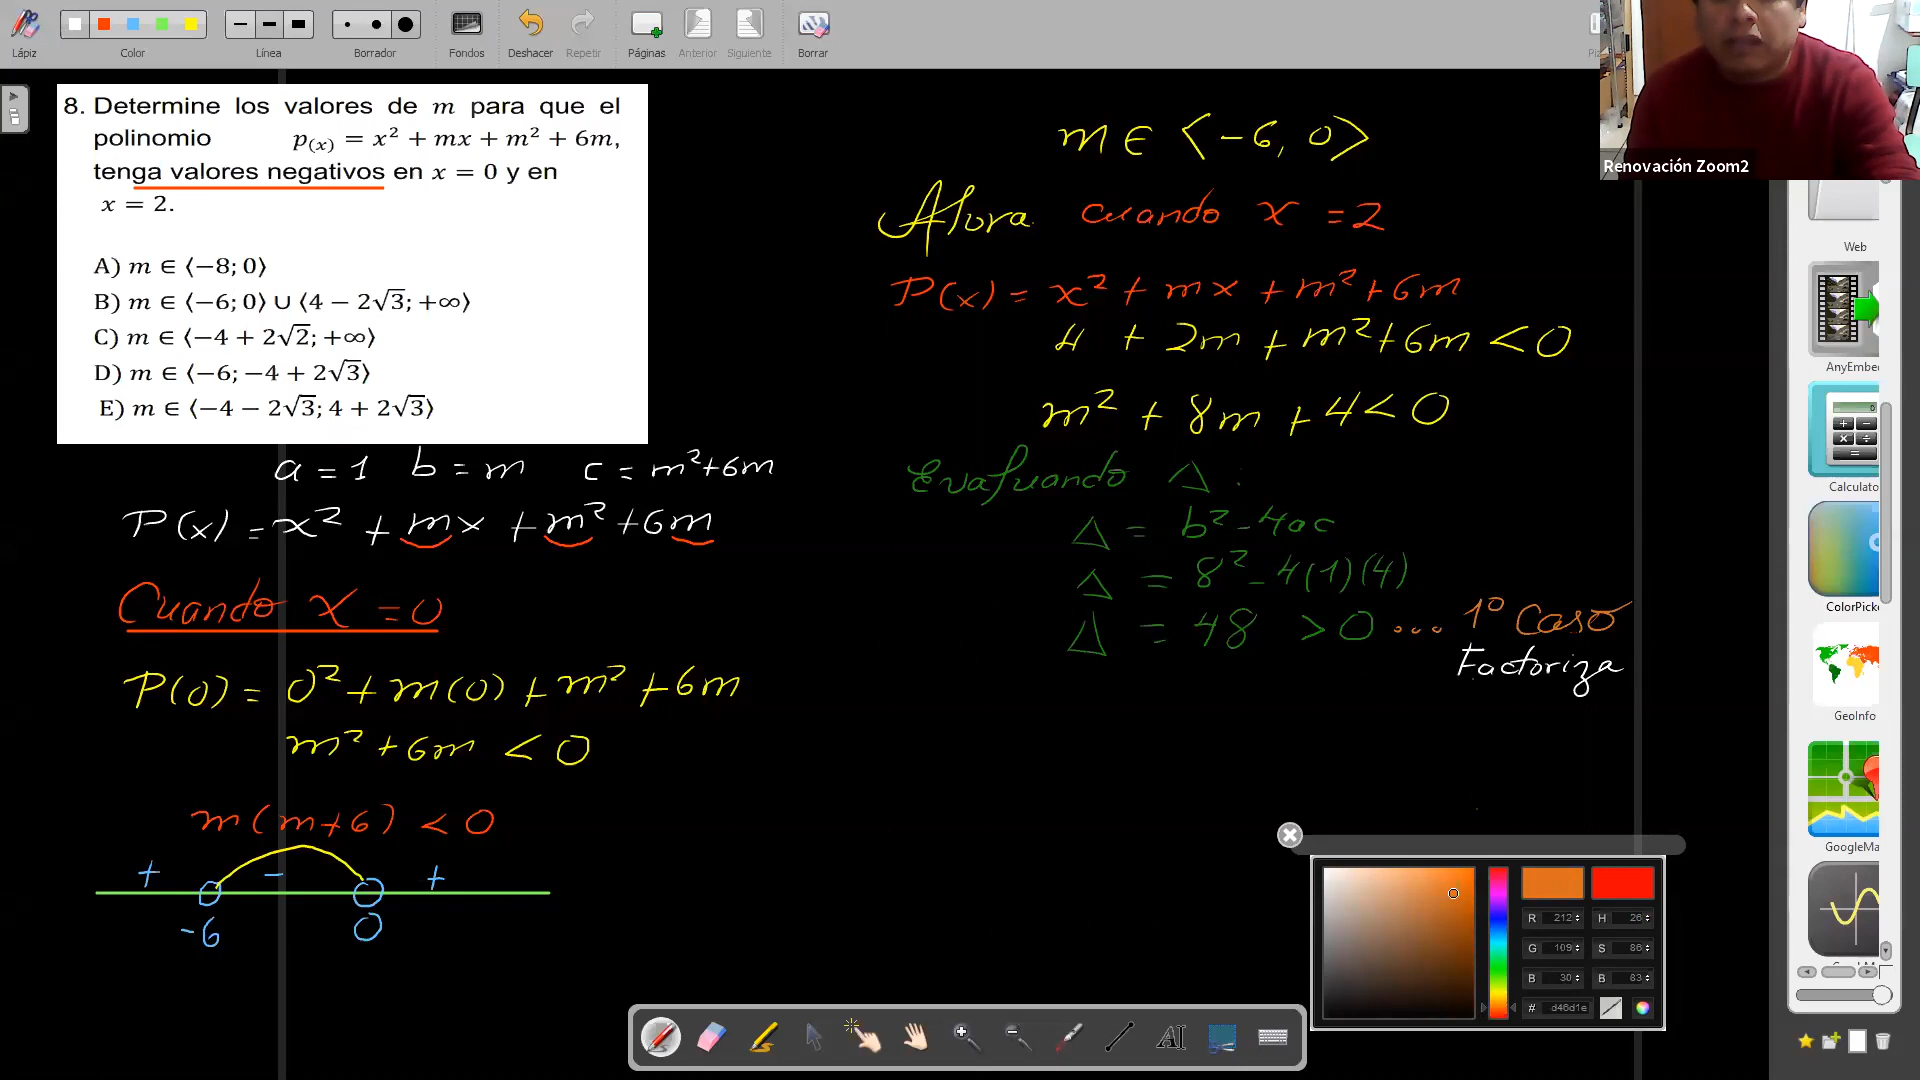 Lápiz
Color
Línea
Borrador
Fondos
Deshacer
Repetir
Páginas
Anterior
Siguiente
Borrar
Renovación Zoom2
8. Determine los valores de m para que el
polinomio p₍ₓ₎ = x² + mx + m² + 6m,
tenga valores negativos en x = 0 y en
x = 2.
A) m ∈ ⟨−8; 0⟩
B) m ∈ ⟨−6; 0⟩ ∪ ⟨4 − 2√3; +∞⟩
C) m ∈ ⟨−4 + 2√2; +∞⟩
D) m ∈ ⟨−6; −4 + 2√3⟩
E) m ∈ ⟨−4 − 2√3; 4 + 2√3⟩
a = 1 b = m c = m²+6m
P(x) = x² + mx + m² + 6m
Cuando x = 0
P(0) = 0² + m(0) + m² + 6m
m² + 6m < 0
m(m+6) < 0
+ - +
-6 0
m ∈ ⟨-6, 0⟩
Ahora cuando x = 2
P(x) = x² + mx + m² + 6m
4 + 2m + m² + 6m < 0
m² + 8m + 4 < 0
Evaluando Δ :
Δ = b² - 4ac
Δ = 8² - 4(1)(4)
Δ = 48 > 0 ... 1º Caso
Factoriza
Web
AnyEmbe
Calculato
ColorPicke
GeoInfo
GoogleMa
R 212 H 26
G 109 S 86
B 30 B 83
# d46d1e